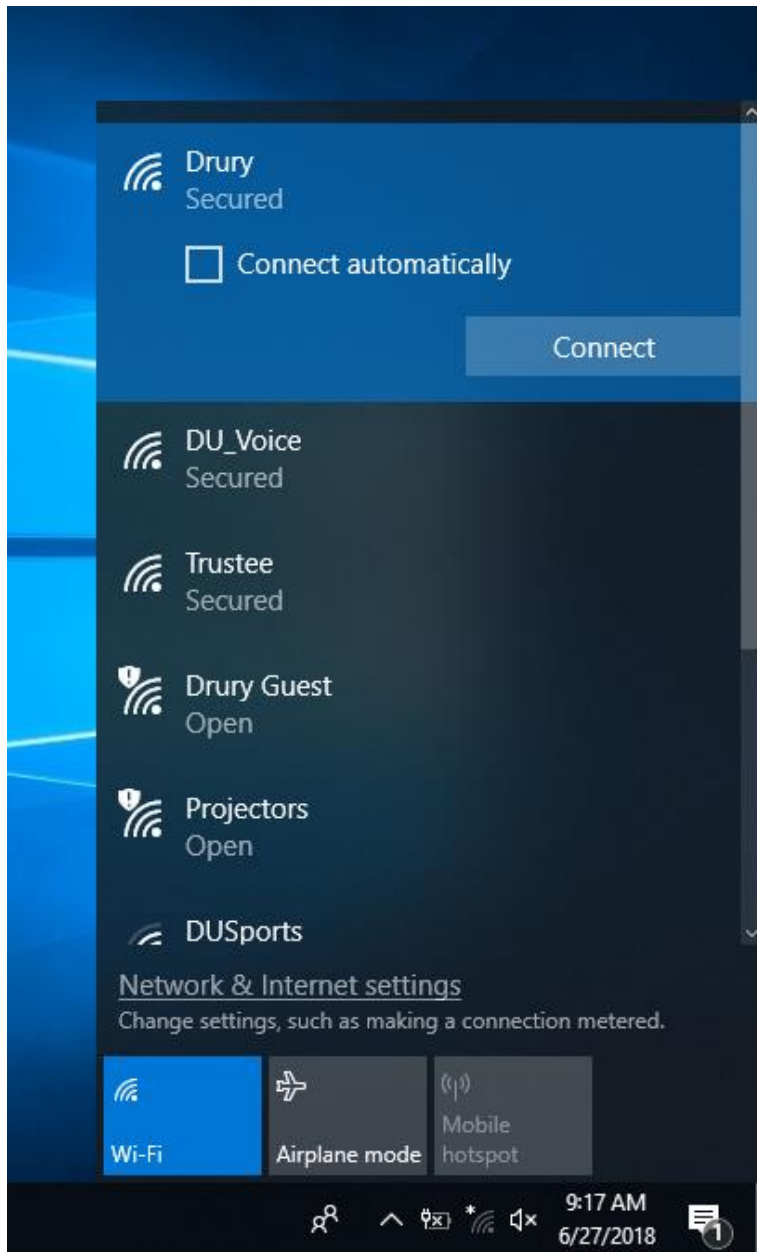 Drury
Secured
Connect automatically
Connect
DU_Voice
Secured
Trustee
Secured
Drury Guest
Open
Projectors
Open
DUSports
Network & Internet settings
Change settings, such as making a connection metered.
Wi-Fi
Airplane mode
Mobile
hotspot
9:17 AM
6/27/2018
1